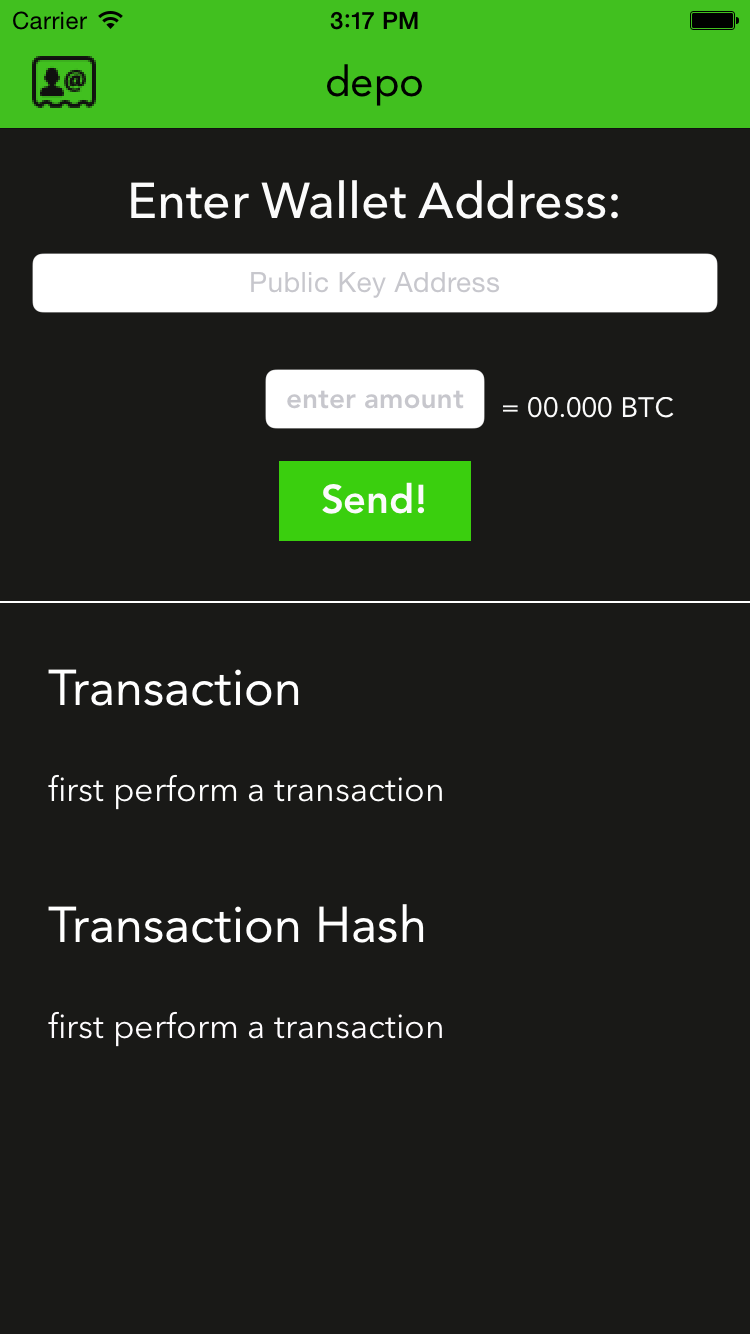 Carrier 3:17 PM
@ depo
Enter Wallet Address:
Public Key Address
enter amount = 00.000 BTC
Send!
Transaction
first perform a transaction
Transaction Hash
first perform a transaction